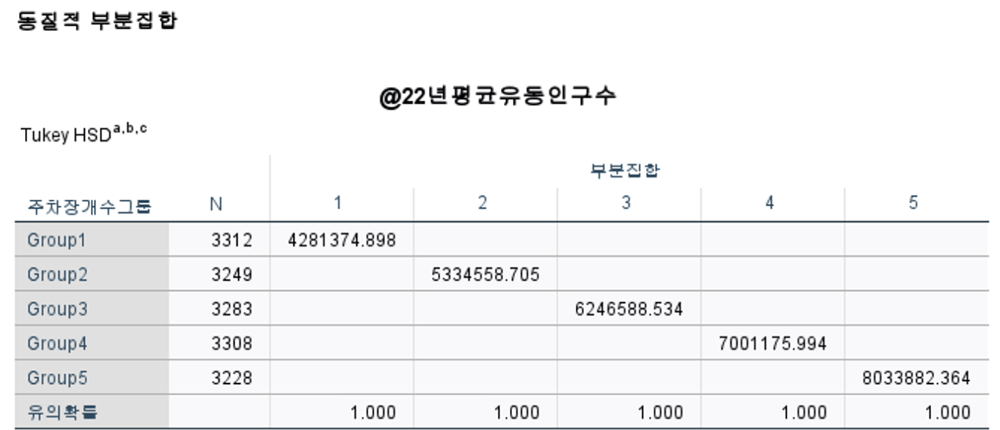 동질적 부분집합
@22년평균유동인구수
Tukey HSDa,b,c
부분집합
주차장개수그룹 N 1 2 3 4 5
Group1 3312 4281374.898
Group2 3249 5334558.705
Group3 3283 6246588.534
Group4 3308 7001175.994
Group5 3228 8033882.364
유의확률 1.000 1.000 1.000 1.000 1.000